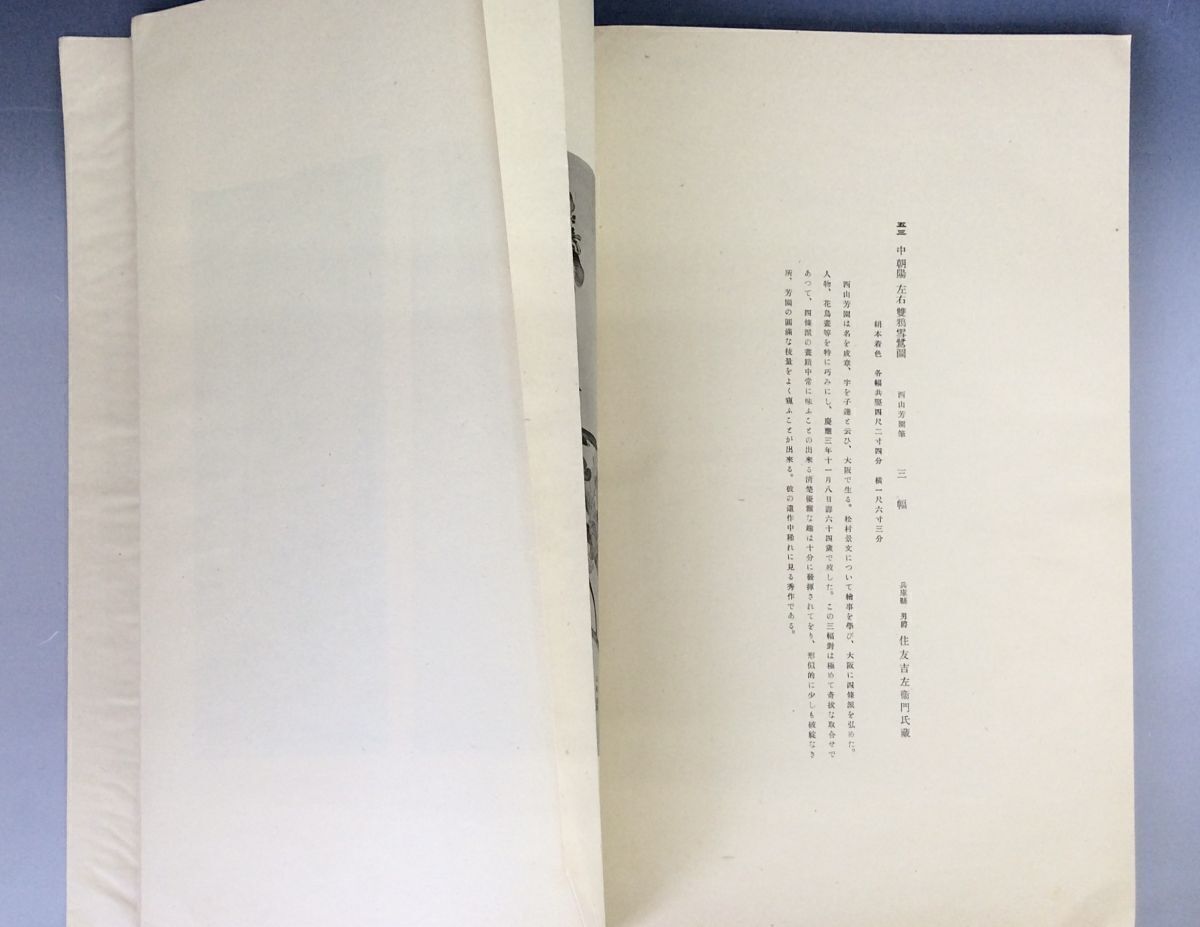 五三 中朝陽 左右雙鴉雪鷺圖 西山芳園筆 三幅 兵庫縣 男爵 住友吉左衞門氏藏
絹本着色 各幅共竪四尺二寸四分 橫一尺六寸三分
西山芳園は名を成章、字を子達と云ひ、大阪で生る。松村景文について繪事を學び、大阪に四條派を弘めた。
人物、花鳥畫等を特に巧みにし、慶應三年十一月八日壽六十四歲で歿した。この三幅對は極めて奇拔な取合せで
あつて、四條派の畫蹟中常に味ふことの出來る淸楚優雅な趣は十分に發揮されてをり、形似的に少しも破綻なき
所、芳園の圓滿な技量をよく窺ふことが出來る。彼の遺作中稀れに見る秀作である。